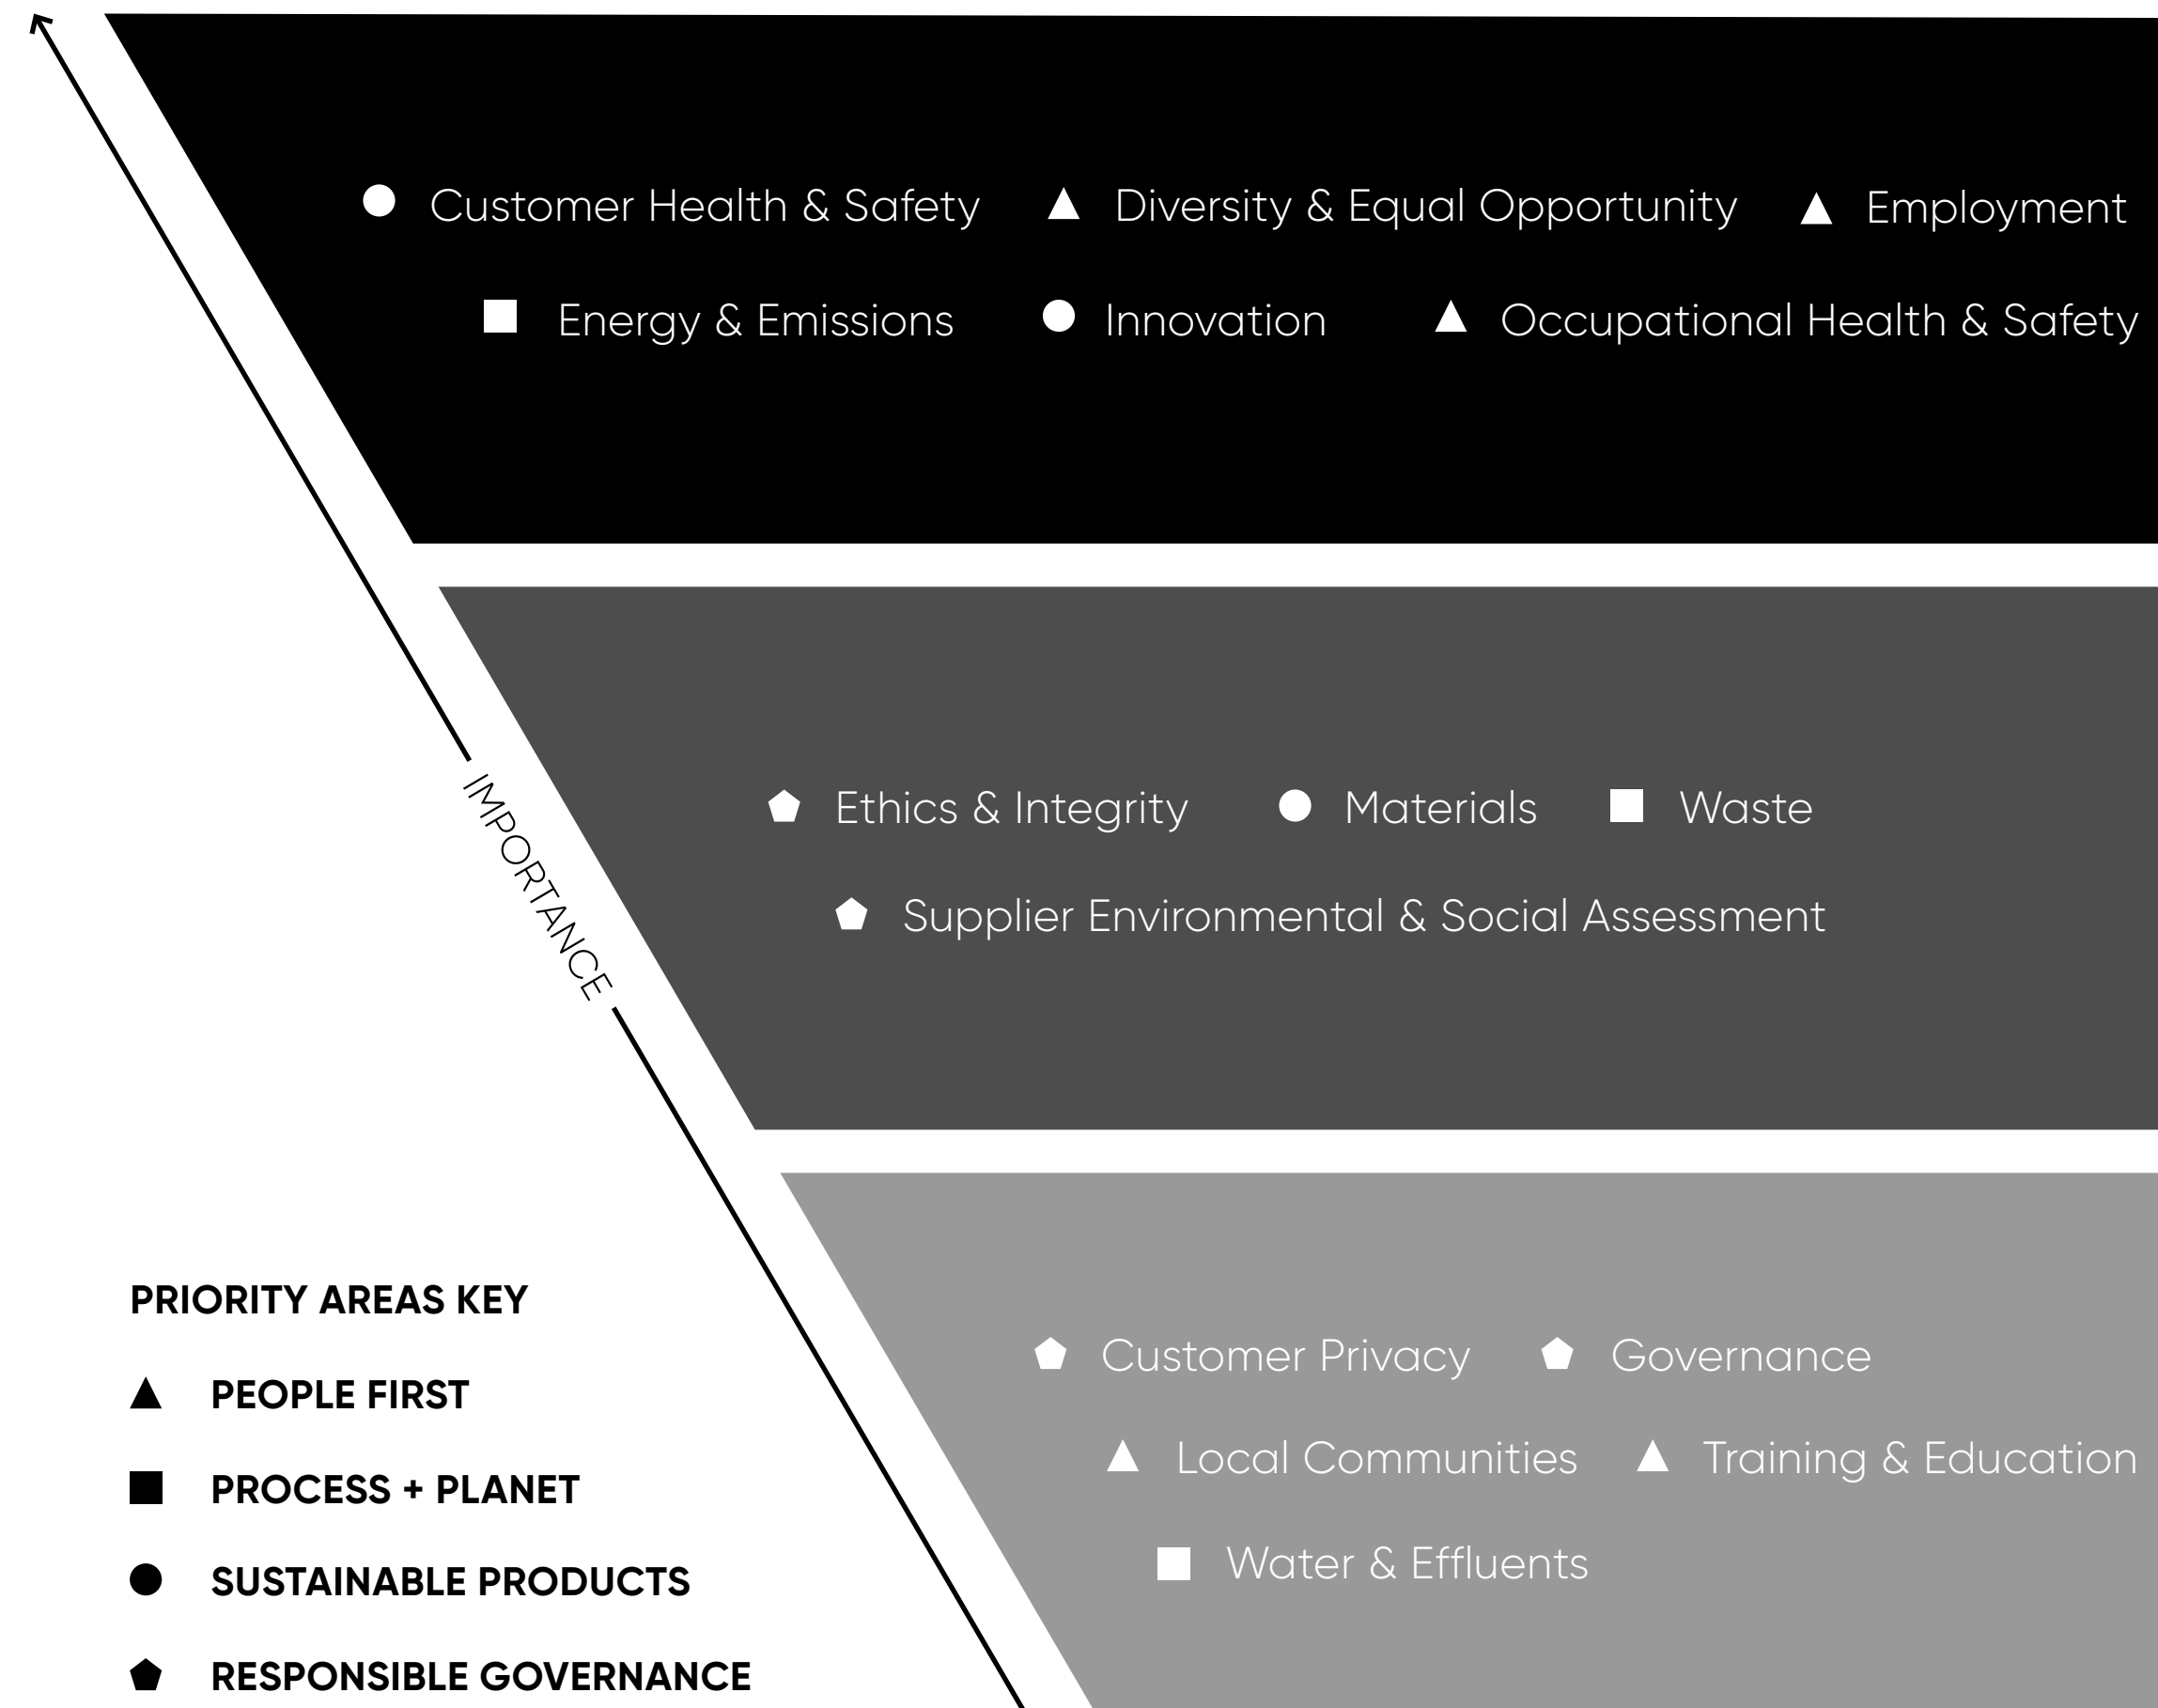 Customer Health & Safety Diversity & Equal Opportunity Employment
Energy & Emissions Innovation Occupational Health & Safety
IMPORTANCE
Ethics & Integrity Materials Waste
Supplier Environmental & Social Assessment
Customer Privacy Governance
Local Communities Training & Education
Water & Effluents
PRIORITY AREAS KEY
PEOPLE FIRST
PROCESS + PLANET
SUSTAINABLE PRODUCTS
RESPONSIBLE GOVERNANCE